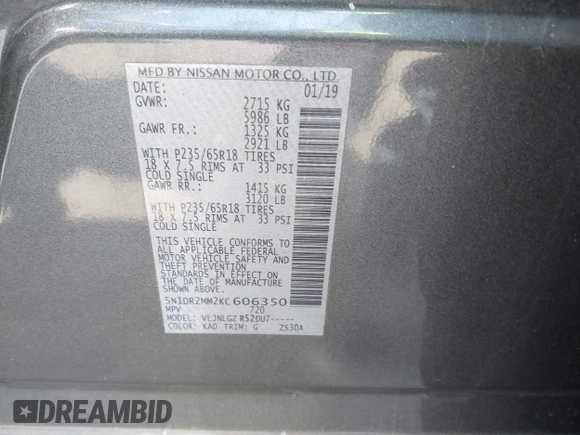 MFD BY NISSAN MOTOR CO., LTD.
DATE: 01/19
GVWR: 2715 KG
5986 LB
GAWR FR.: 1325 KG
2921 LB
WITH P235/65R18 TIRES
18 X 7.5 RIMS AT 33 PSI
COLD SINGLE
GAWR RR.: 1415 KG
3120 LB
WITH P235/65R18 TIRES
18 X 7.5 RIMS AT 33 PSI
COLD SINGLE
THIS VEHICLE CONFORMS TO
ALL APPLICABLE FEDERAL
MOTOR VEHICLE SAFETY AND
THEFT PREVENTION
STANDARDS IN EFFECT ON
THE DATE OF MANUFACTURE
SHOWN ABOVE.
5N1DR2MM2KC606350
MPV 720
MODEL: VLJNLGZ R52DU7-----
COLOR: KAD TRIM: G 2S30A
DREAMBID